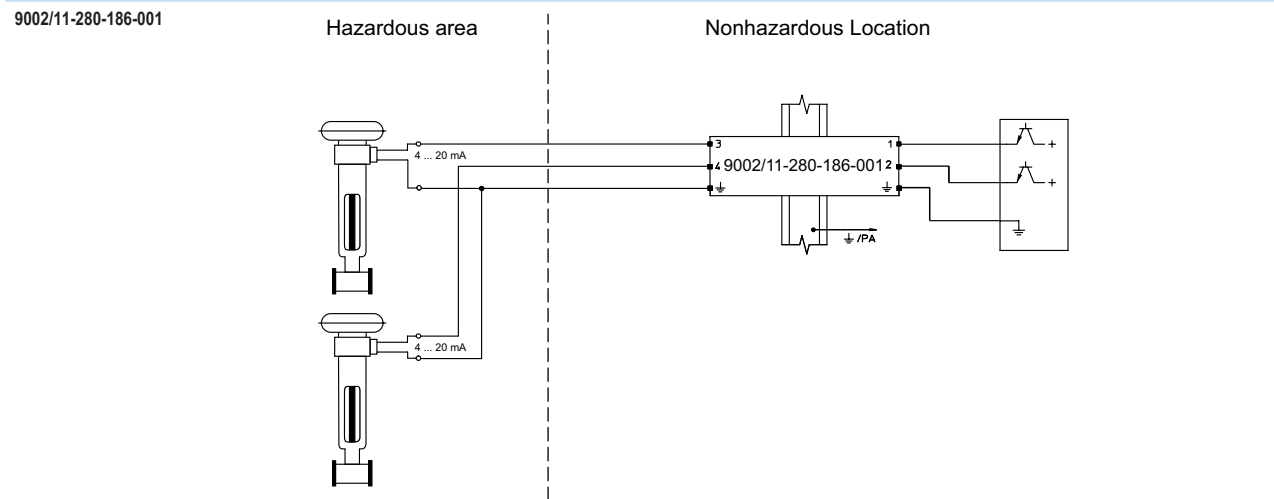 9002/11-280-186-001
Hazardous area
Nonhazardous Location
4 ... 20 mA
3
1
4
9002/11-280-186-001
2
/PA
+
+
4 ... 20 mA